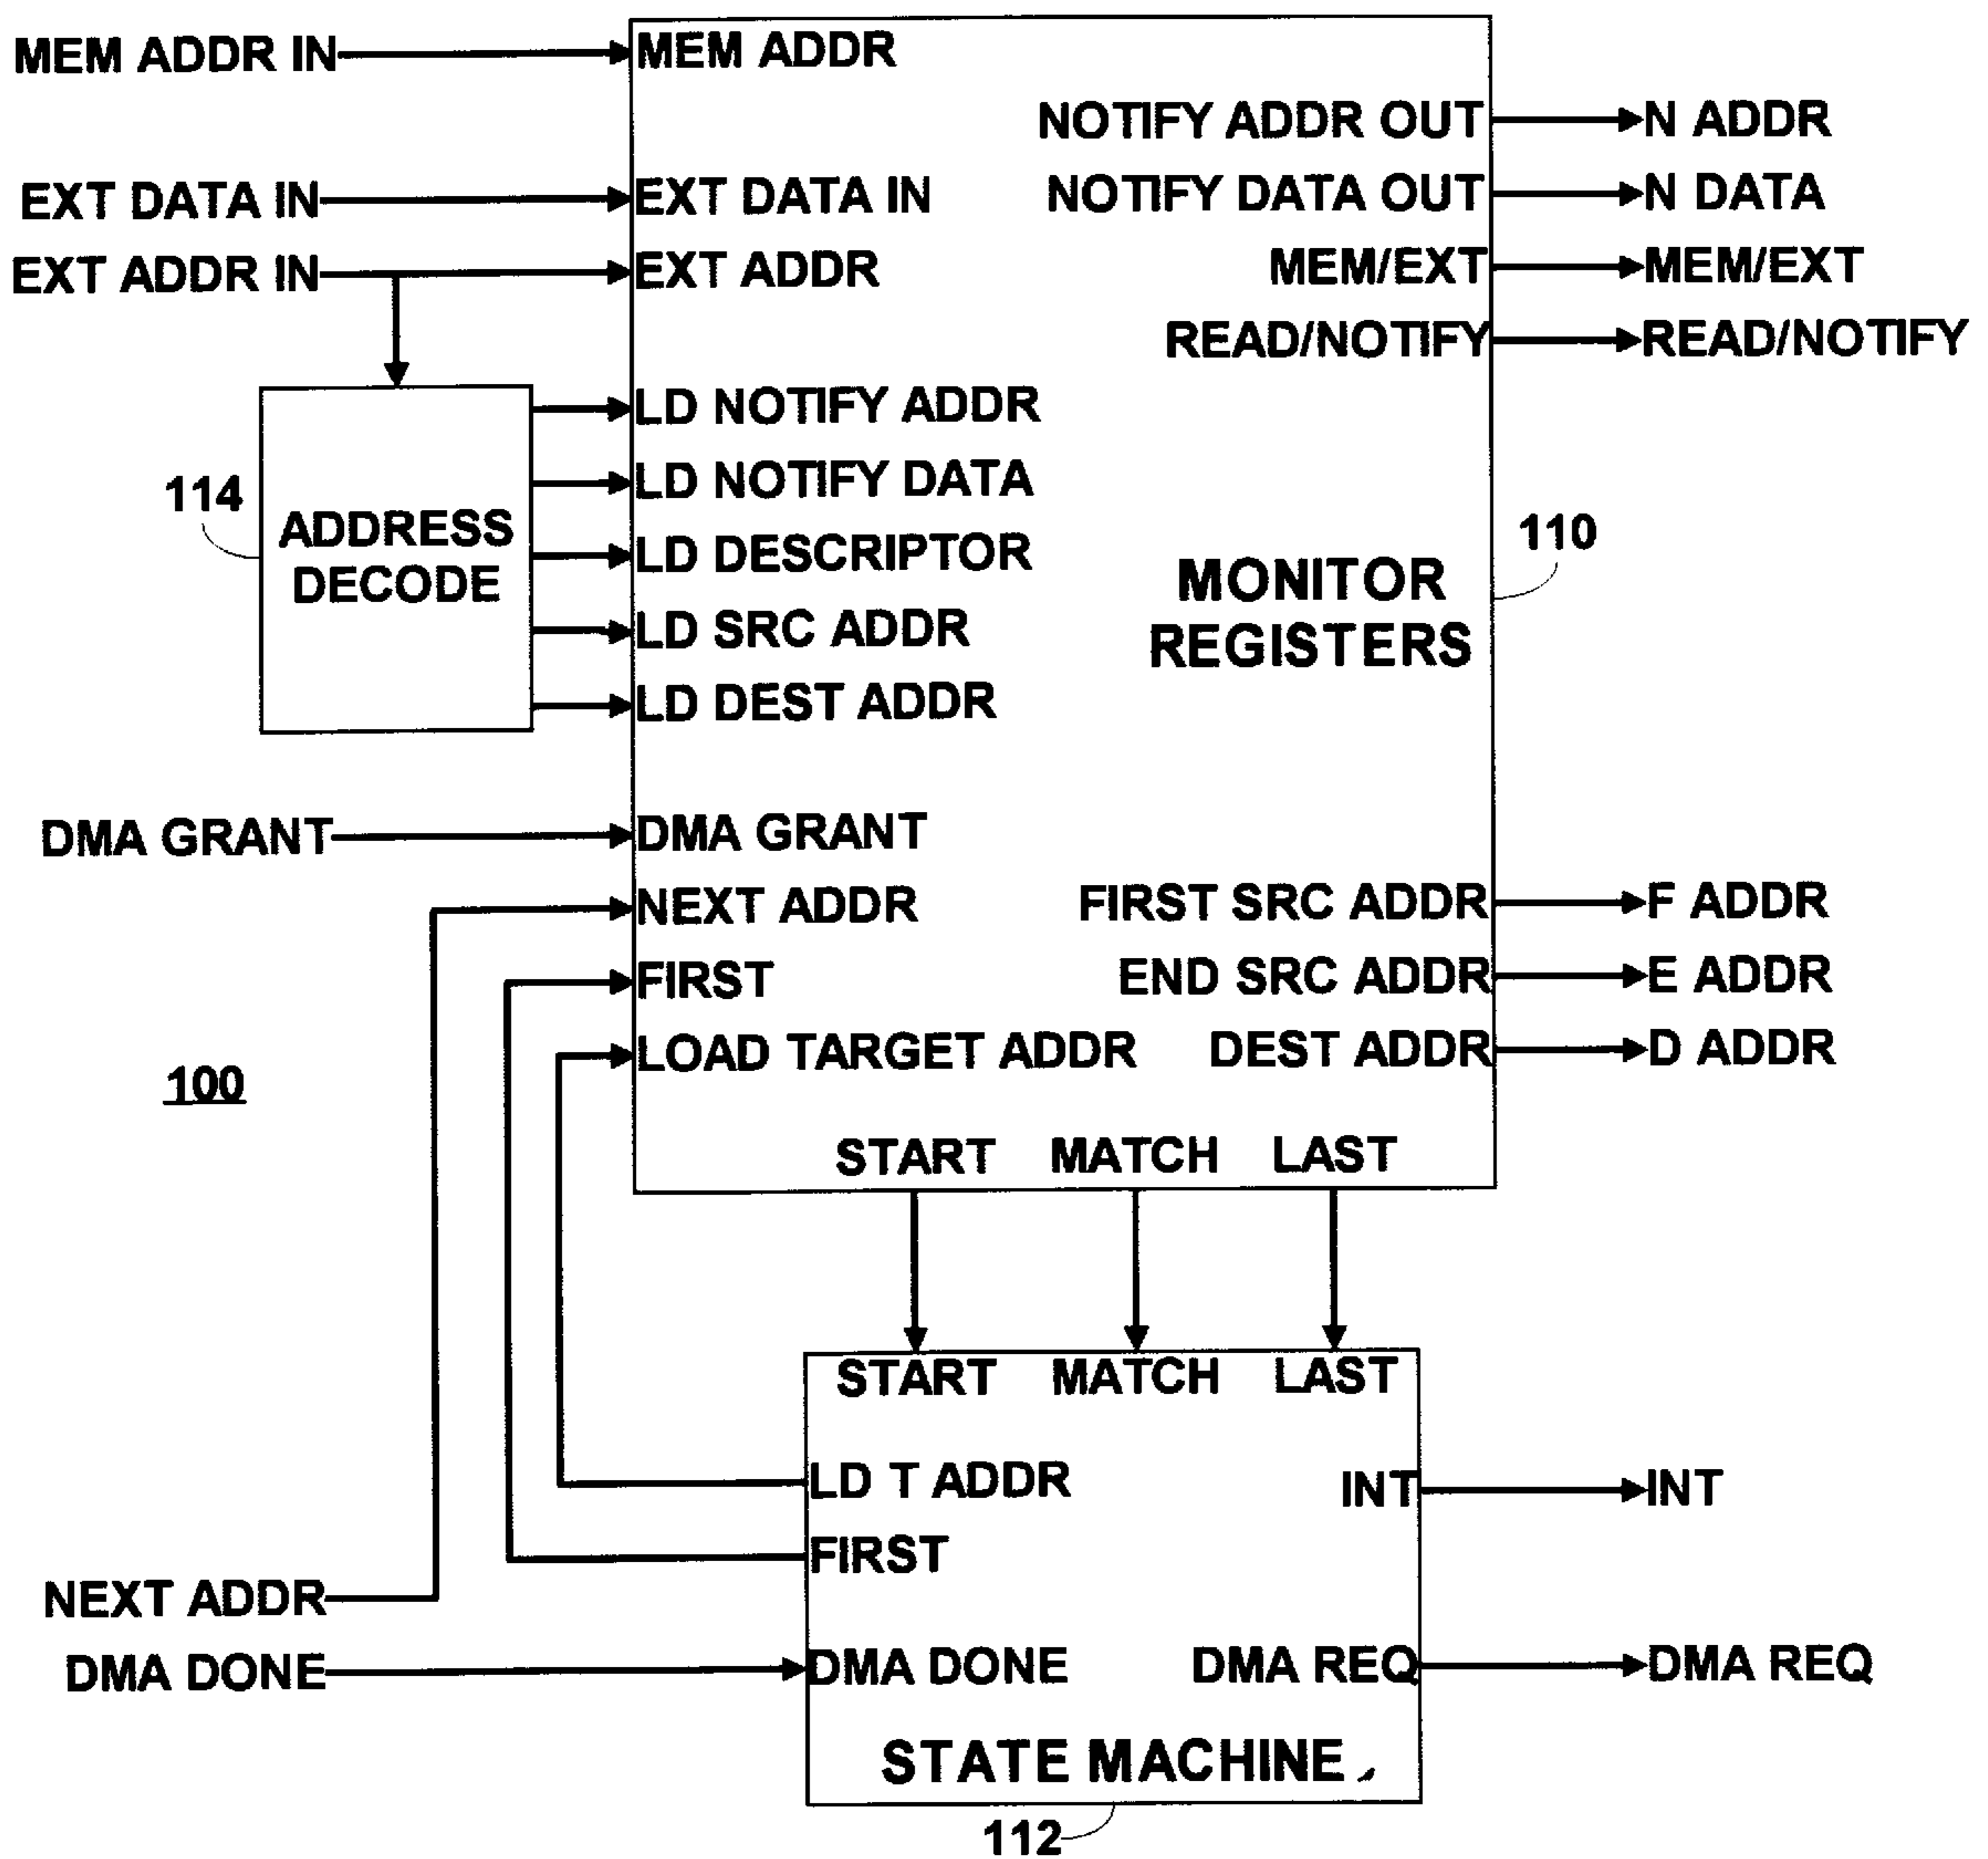 MEM ADDR IN
MEM ADDR
NOTIFY ADDR OUT
N ADDR
EXT DATA IN
EXT DATA IN
NOTIFY DATA OUT
N DATA
EXT ADDR IN
EXT ADDR
MEM/EXT
MEM/EXT
READ/NOTIFY
READ/NOTIFY
LD NOTIFY ADDR
LD NOTIFY DATA
114
ADDRESS
DECODE
LD DESCRIPTOR
LD SRC ADDR
LD DEST ADDR
110
MONITOR
REGISTERS
DMA GRANT
DMA GRANT
NEXT ADDR
FIRST SRC ADDR
F ADDR
FIRST
END SRC ADDR
E ADDR
LOAD TARGET ADDR
DEST ADDR
D ADDR
100
START MATCH LAST
START MATCH LAST
LD T ADDR
INT
INT
FIRST
NEXT ADDR
DMA DONE
DMA DONE
DMA REQ
DMA REQ
STATE MACHINE
112